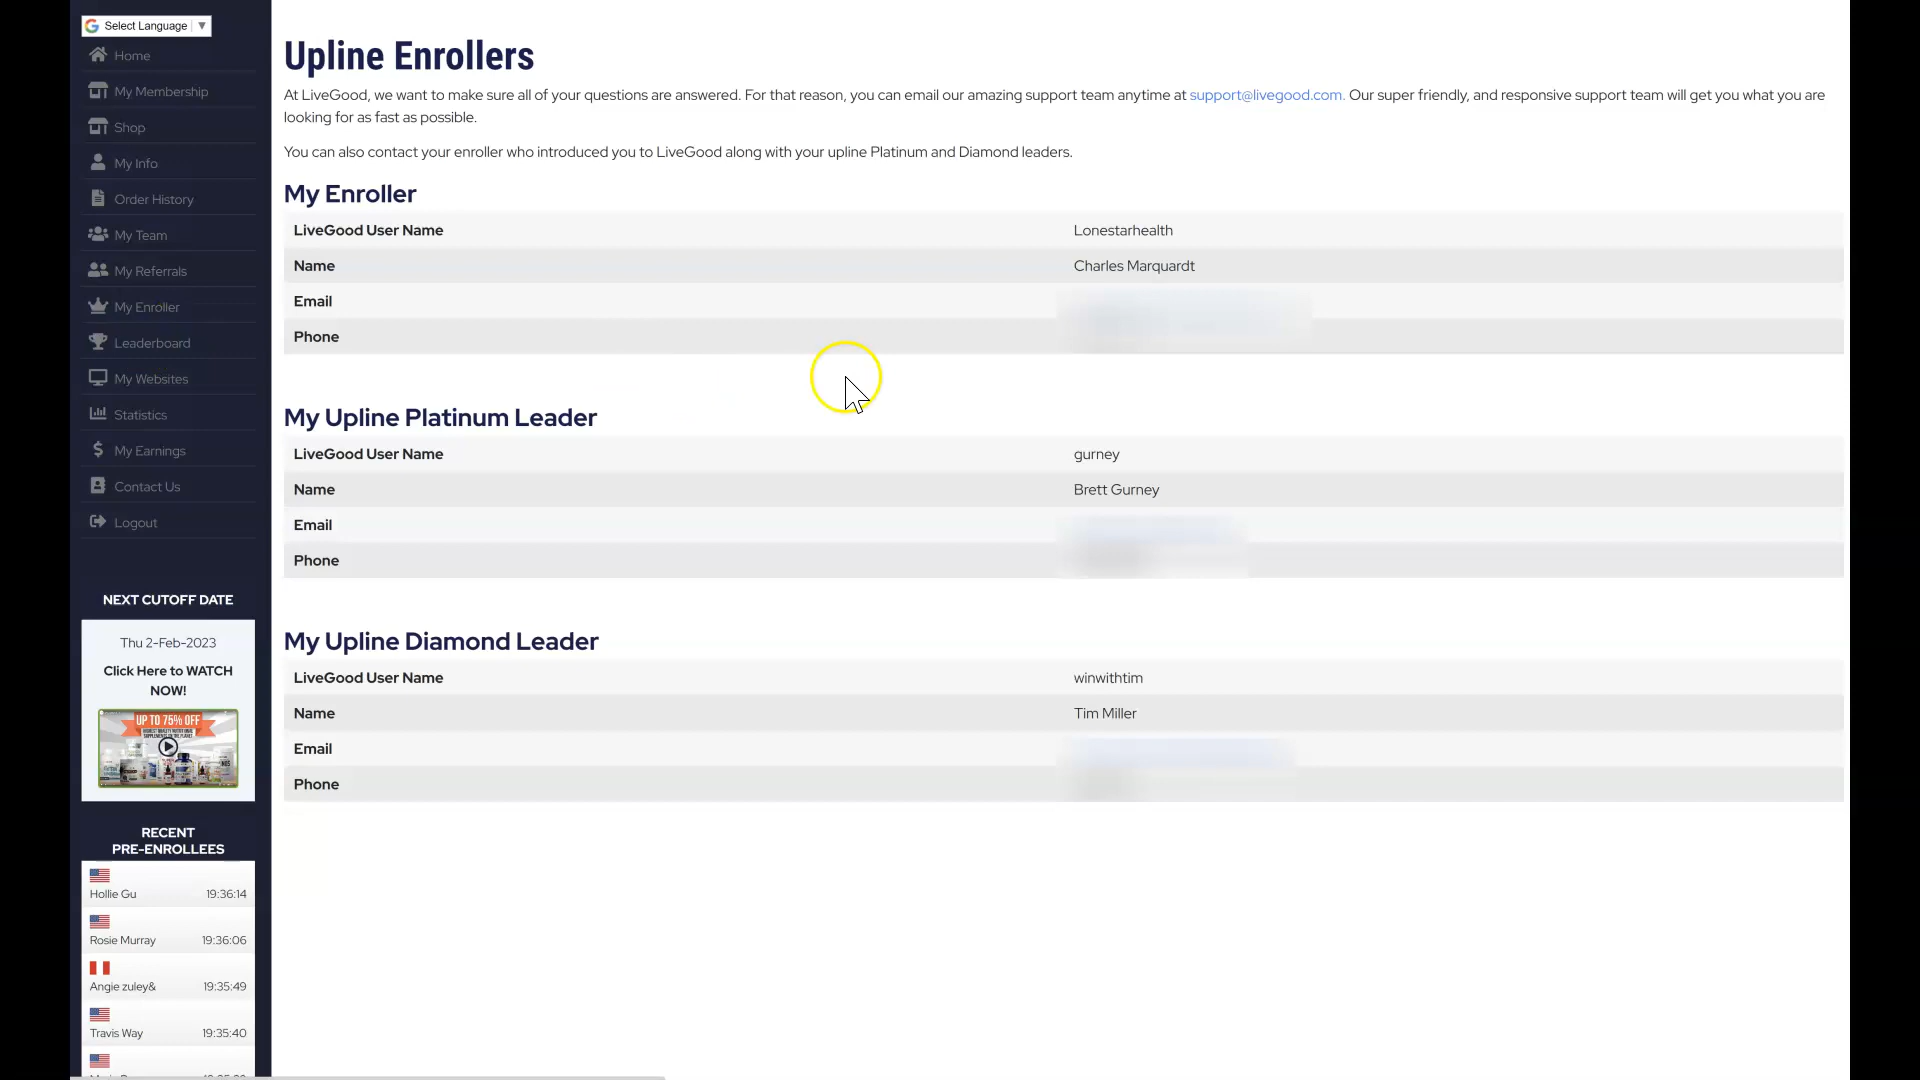 Select Language ▼
Home
My Membership
Shop
My Info
Order History
My Team
My Referrals
My Enroller
Leaderboard
My Websites
Statistics
My Earnings
Contact Us
Logout
NEXT CUTOFF DATE
Thu 2-Feb-2023
Click Here to WATCH
NOW!
UP TO 75% OFF
RECENT
PRE-ENROLLEES
Hollie Gu 19:36:14
Rosie Murray 19:36:06
Angie zuley& 19:35:49
Travis Way 19:35:40
Upline Enrollers
At LiveGood, we want to make sure all of your questions are answered. For that reason, you can email our amazing support team anytime at support@livegood.com. Our super friendly, and responsive support team will get you what you are
looking for as fast as possible.
You can also contact your enroller who introduced you to LiveGood along with your upline Platinum and Diamond leaders.
My Enroller
LiveGood User Name Lonestarhealth
Name Charles Marquardt
Email
Phone
My Upline Platinum Leader
LiveGood User Name gurney
Name Brett Gurney
Email
Phone
My Upline Diamond Leader
LiveGood User Name winwithtim
Name Tim Miller
Email
Phone